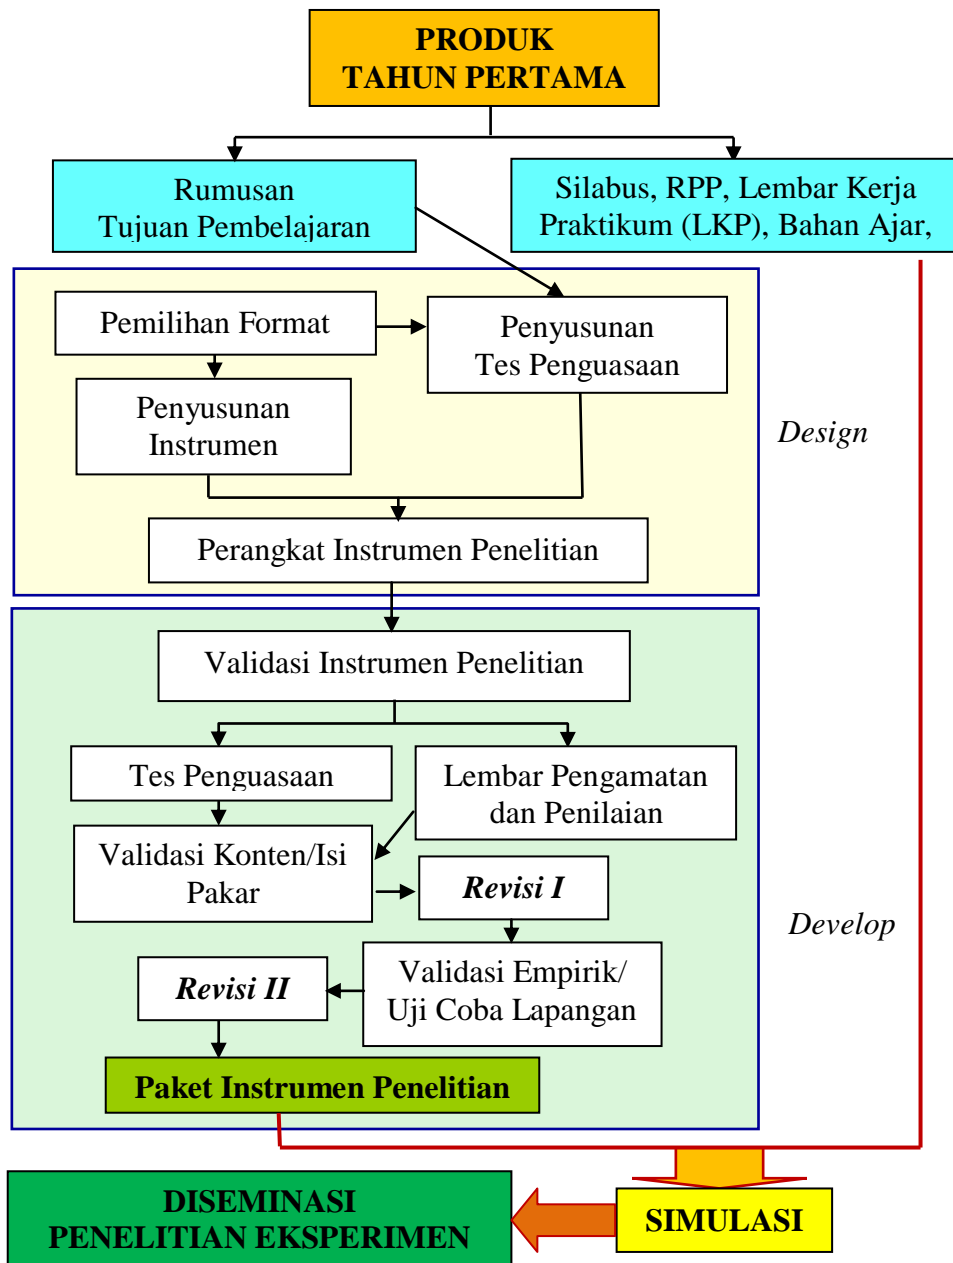 PRODUK
TAHUN PERTAMA
Rumusan
Tujuan Pembelajaran
Silabus, RPP, Lembar Kerja
Praktikum (LKP), Bahan Ajar,
Pemilihan Format
Penyusunan
Tes Penguasaan
Penyusunan
Instrumen
Design
Perangkat Instrumen Penelitian
Validasi Instrumen Penelitian
Tes Penguasaan
Lembar Pengamatan
dan Penilaian
Validasi Konten/Isi
Pakar
Revisi I
Develop
Validasi Empirik/
Uji Coba Lapangan
Revisi II
Paket Instrumen Penelitian
DISEMINASI
PENELITIAN EKSPERIMEN
SIMULASI